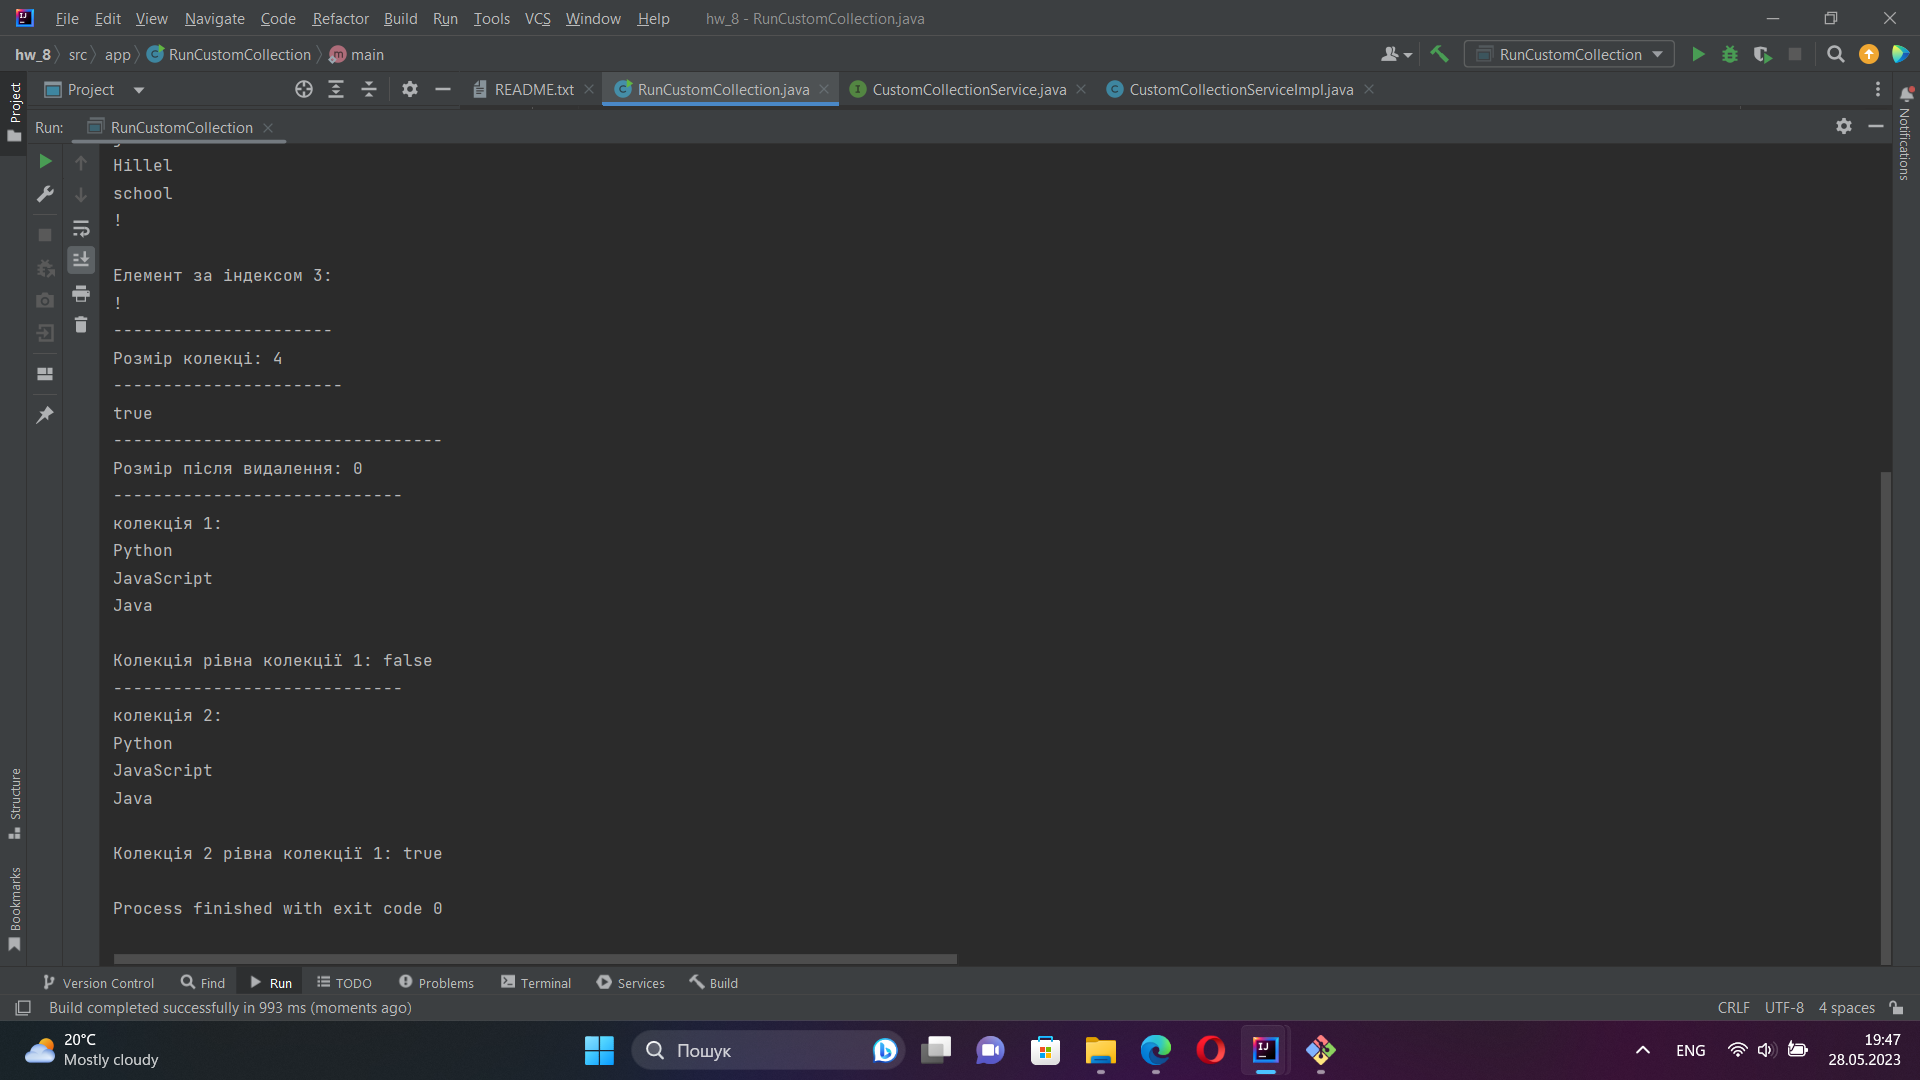 File Edit View Navigate Code Refactor Build Run Tools VCS Window Help hw_8 - RunCustomCollection.java
hw_8 src app RunCustomCollection m main RunCustomCollection
Project README.txt RunCustomCollection.java CustomCollectionService.java CustomCollectionServiceImpl.java
Project
Notifications
Run: RunCustomCollection
Hillel
school
!
Елемент за індексом 3:
!
----------------------
Розмір колекці: 4
-----------------------
true
---------------------------------
Розмір після видалення: 0
-----------------------------
колекція 1:
Python
JavaScript
Java
Колекція рівна колекції 1: false
-----------------------------
колекція 2:
Python
JavaScript
Java
Колекція 2 рівна колекції 1: true
Process finished with exit code 0
Structure
Bookmarks
Version Control Find Run TODO Problems Terminal Services Build
Build completed successfully in 993 ms (moments ago) CRLF UTF-8 4 spaces
20°C
Mostly cloudy
Пошук
ENG
19:47
28.05.2023